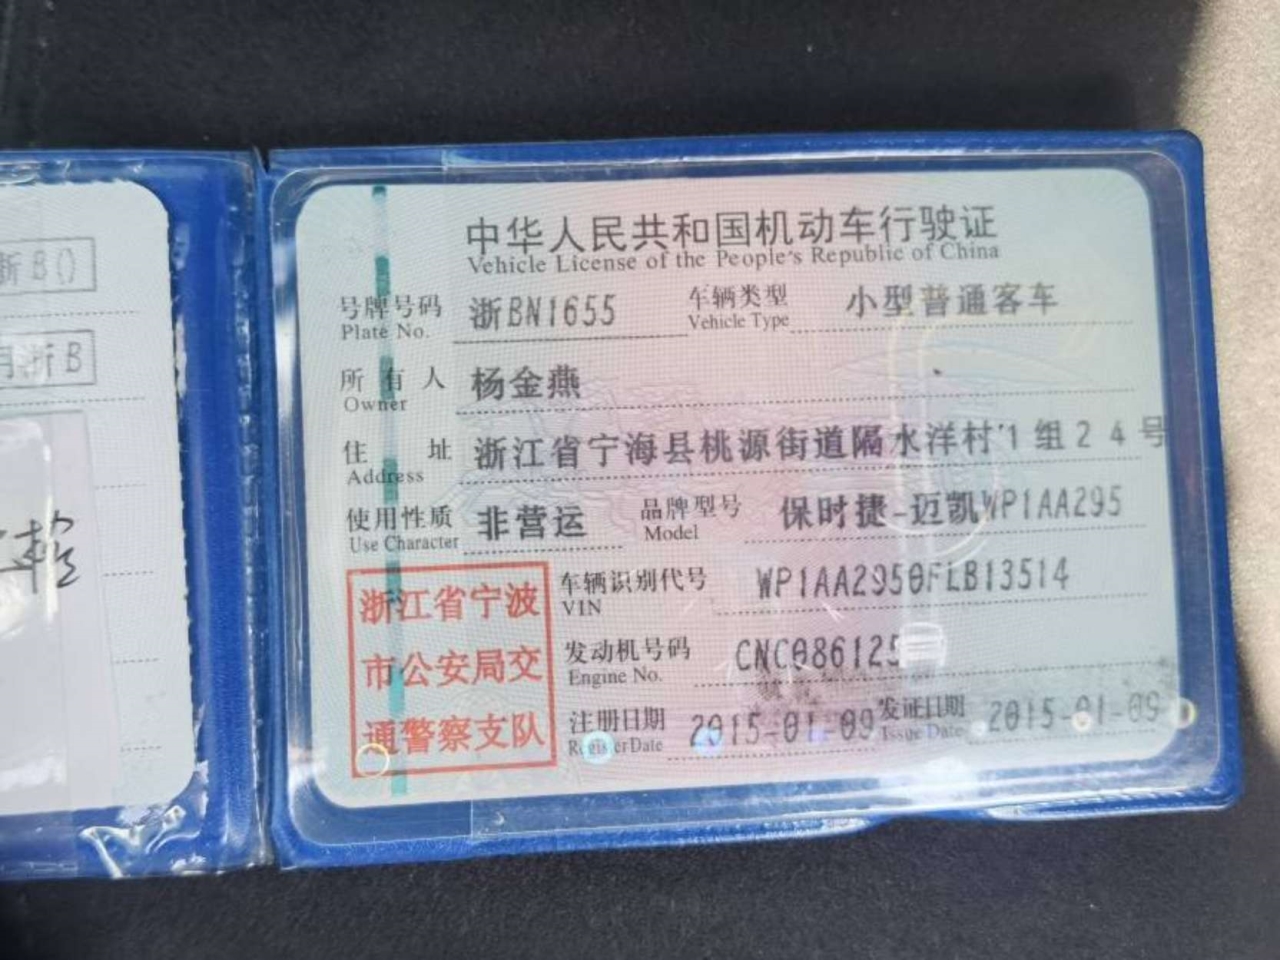 浙B()
月浙B
检
中华人民共和国机动车行驶证
Vehicle License of the People's Republic of China
号牌号码 浙BN1655 车辆类型 小型普通客车
Plate No. Vehicle Type
所有人 杨金燕
Owner
住址 浙江省宁海县桃源街道隔水洋村1组24号
Address
使用性质 非营运 品牌型号 保时捷-迈凯WP1AA295
Use Character Model
浙江省宁波
市公安局交
通警察支队
车辆识别代号 WP1AA2950FLB13514
VIN
发动机号码 CNC086125
Engine No.
注册日期 2015-01-09 发证日期 2015-01-09
Register Date Issue Date